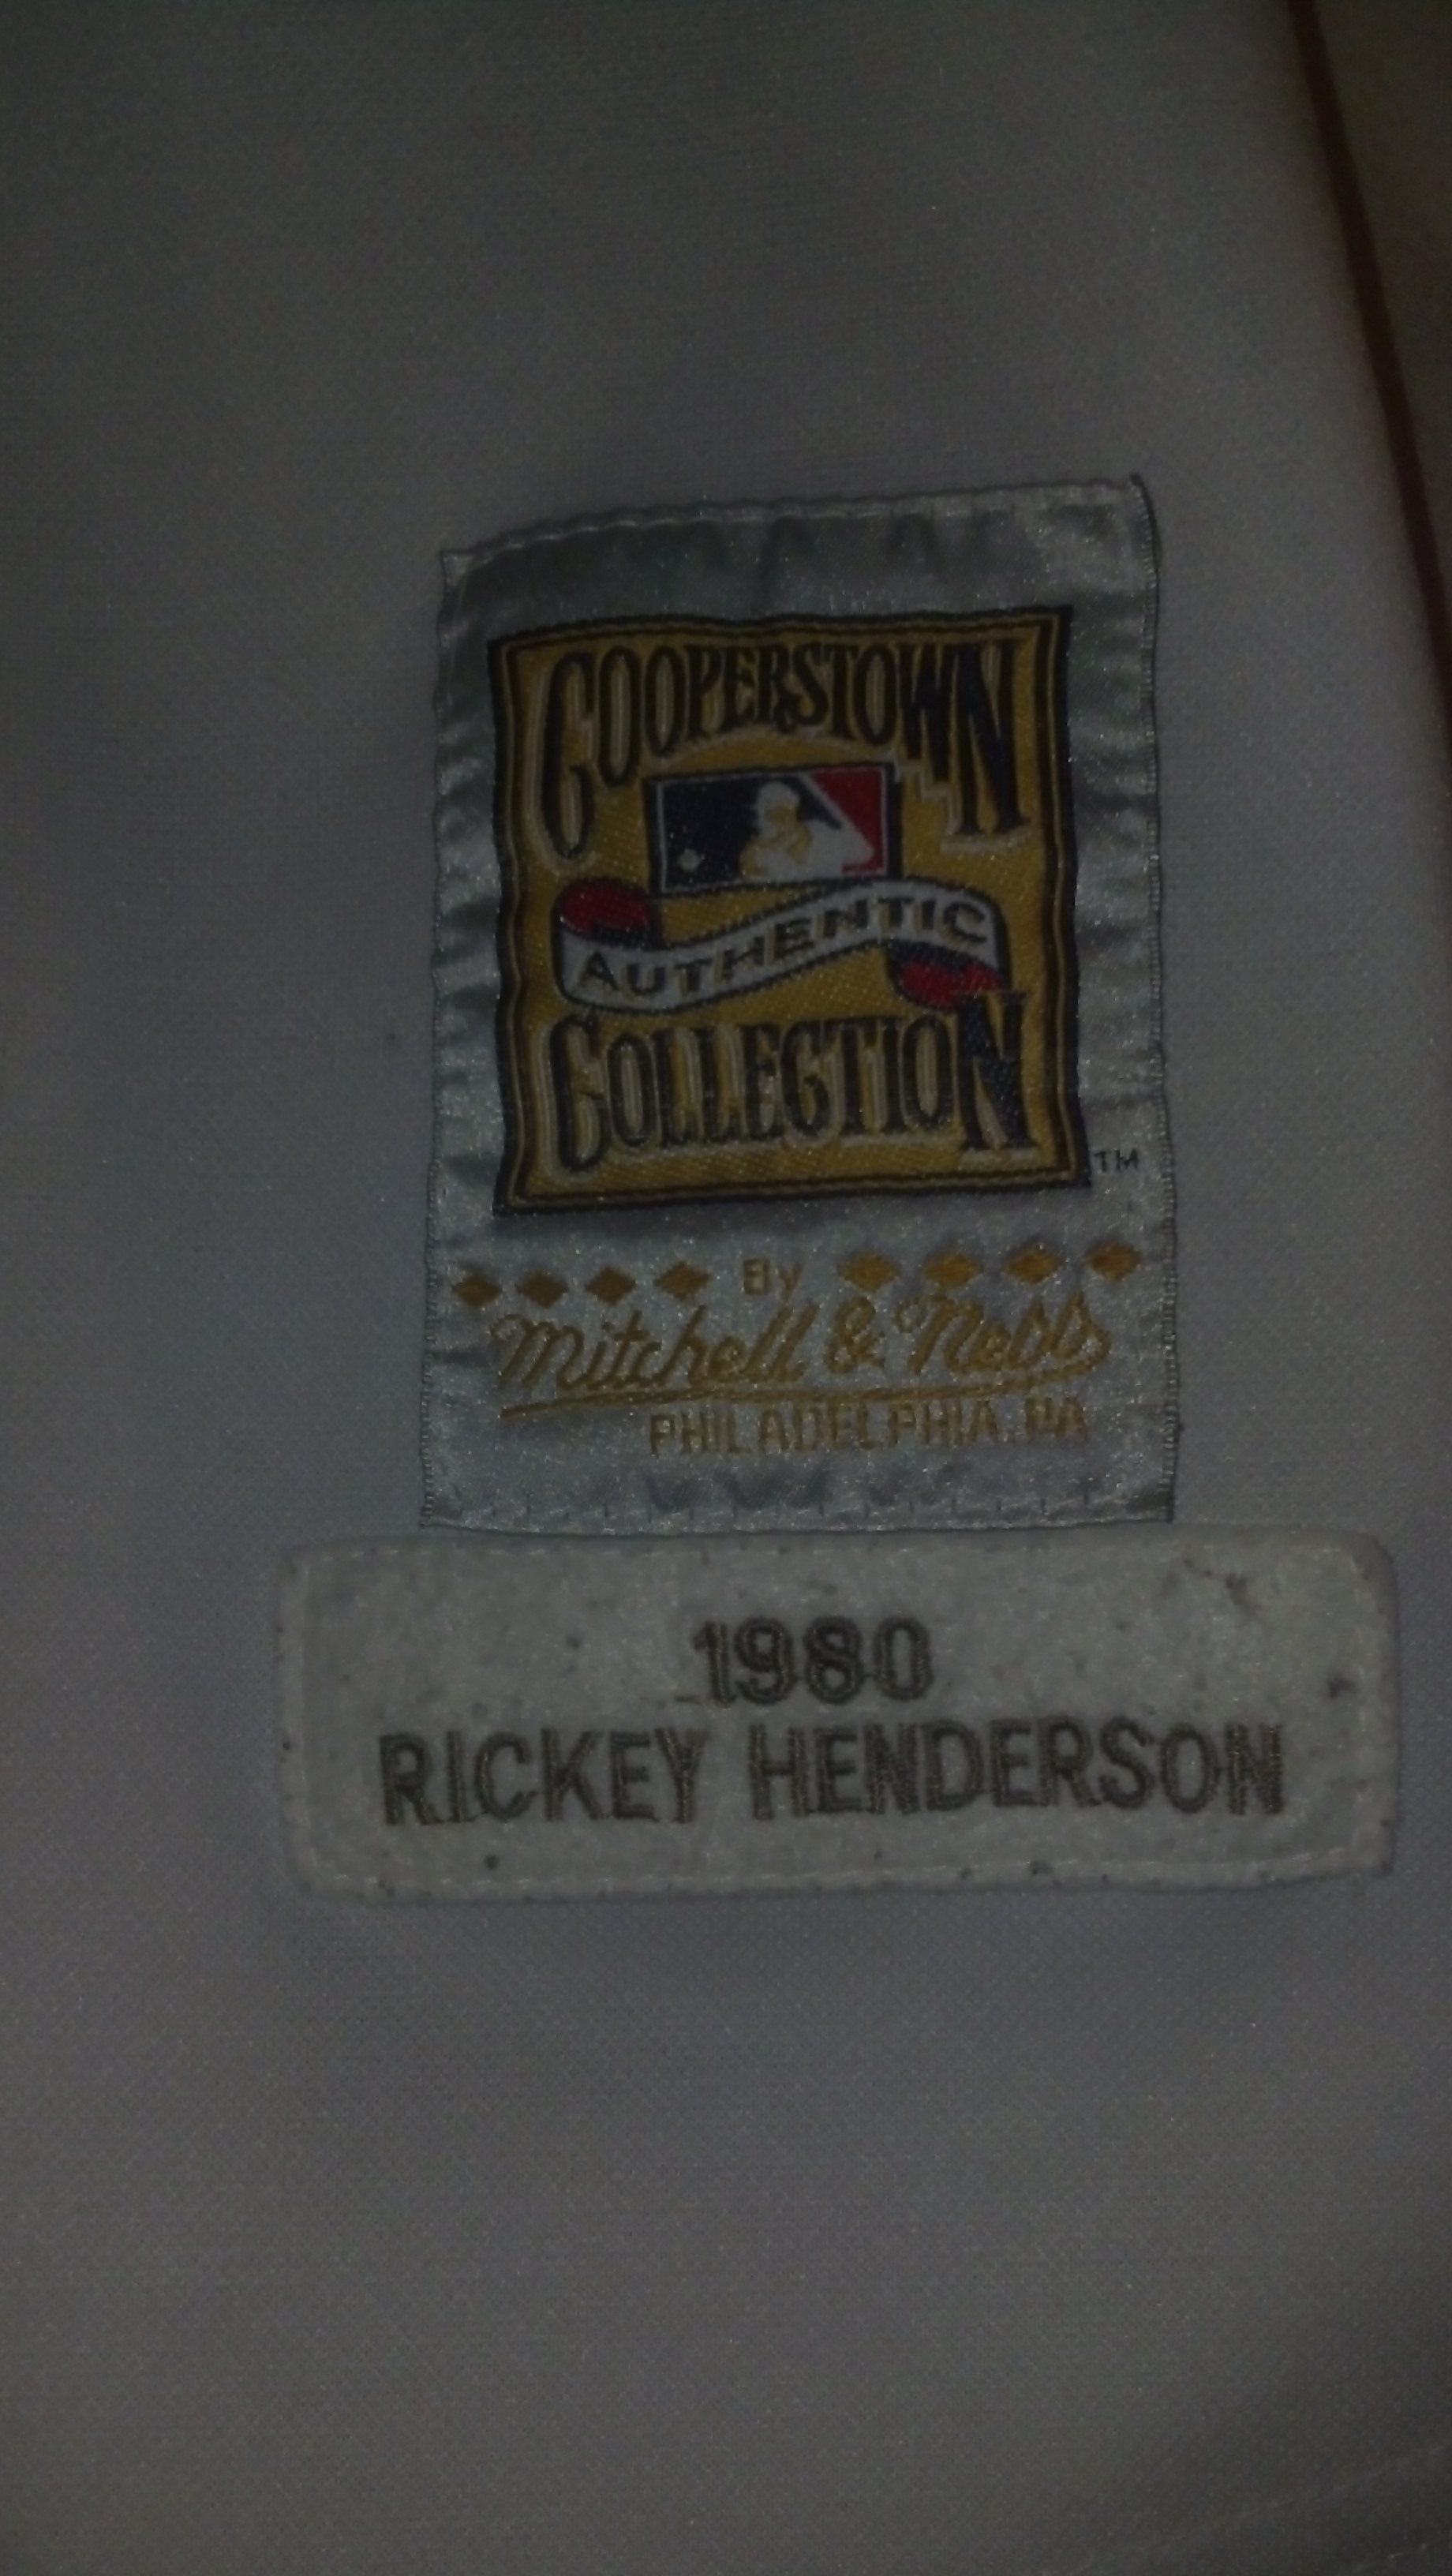 COOPERSTOWN
AUTHENTIC
COLLECTION
TM
By
Mitchell & Ness
PHILADELPHIA, PA
1980
RICKEY HENDERSON